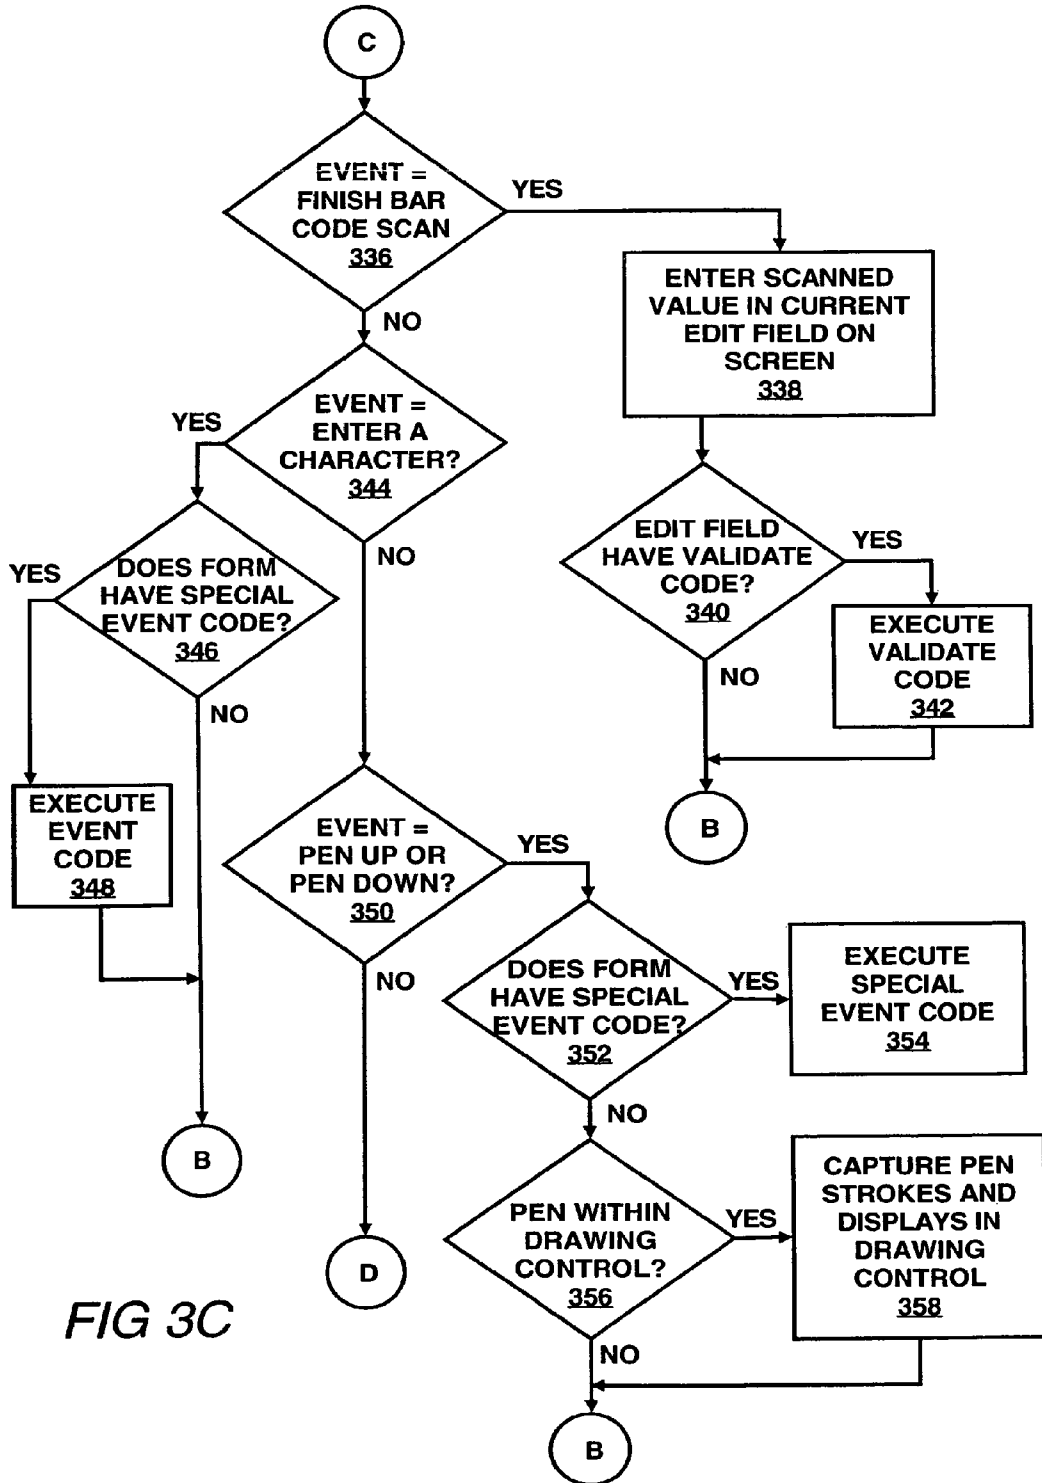 C
EVENT =
FINISH BAR
CODE SCAN
336
YES
NO
ENTER SCANNED
VALUE IN CURRENT
EDIT FIELD ON
SCREEN
338
EVENT =
ENTER A
CHARACTER?
344
YES
NO
EDIT FIELD
HAVE VALIDATE
CODE?
340
YES
NO
EXECUTE
VALIDATE
CODE
342
B
DOES FORM
HAVE SPECIAL
EVENT CODE?
346
YES
NO
EXECUTE
EVENT
CODE
348
B
EVENT =
PEN UP OR
PEN DOWN?
350
YES
NO
DOES FORM
HAVE SPECIAL
EVENT CODE?
352
YES
NO
EXECUTE
SPECIAL
EVENT CODE
354
D
PEN WITHIN
DRAWING
CONTROL?
356
YES
NO
CAPTURE PEN
STROKES AND
DISPLAYS IN
DRAWING
CONTROL
358
B
FIG 3C